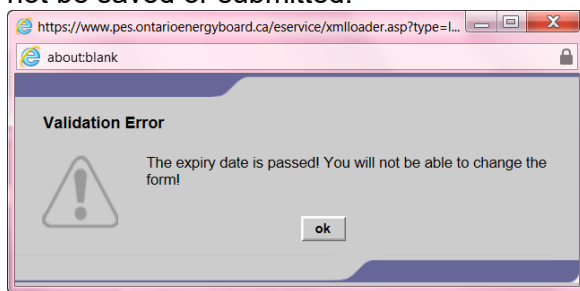 not be saved or submitted.
https://www.pes.ontarioenergyboard.ca/eservice/xmlloader.asp?type=I...
about:blank
Validation Error
The expiry date is passed! You will not be able to change the
form!
ok